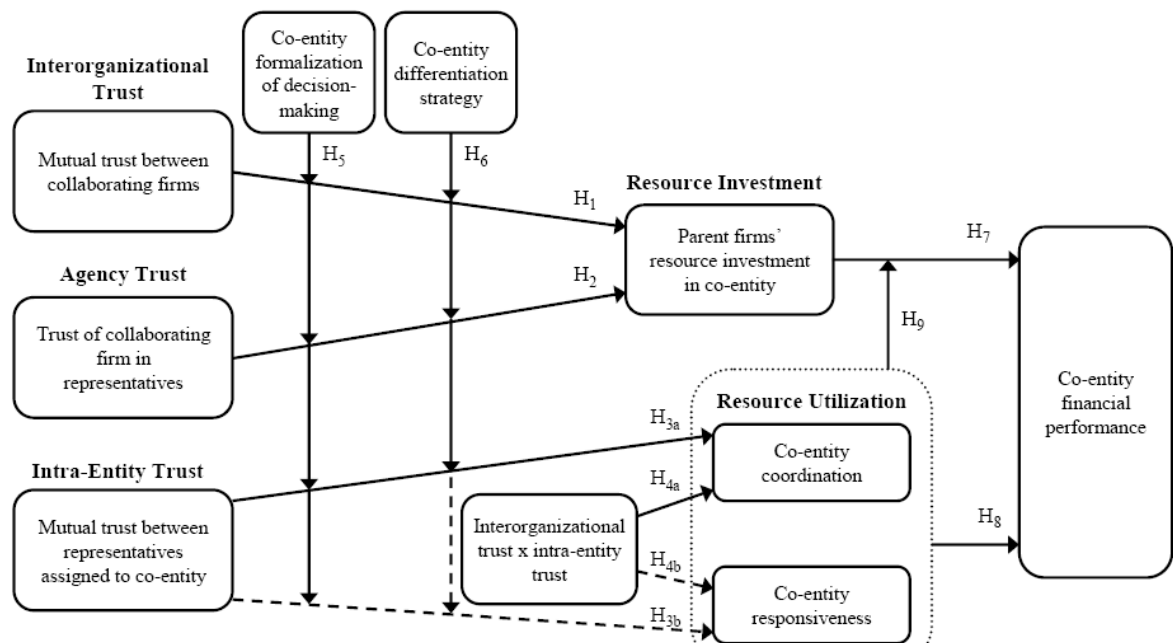 Co-entity
formalization
of decision-
making
Co-entity
differentiation
strategy
Interorganizational
Trust
Mutual trust between
collaborating firms
H5
H6
H1
Resource Investment
Parent firms’
resource investment
in co-entity
H7
Agency Trust
H2
Trust of collaborating
firm in
representatives
H9
Co-entity
financial
performance
Resource Utilization
Intra-Entity Trust
H3a
Co-entity
coordination
H4a
Mutual trust between
representatives
assigned to co-entity
Interorganizational
trust x intra-entity
trust
H8
H4b
Co-entity
responsiveness
H3b